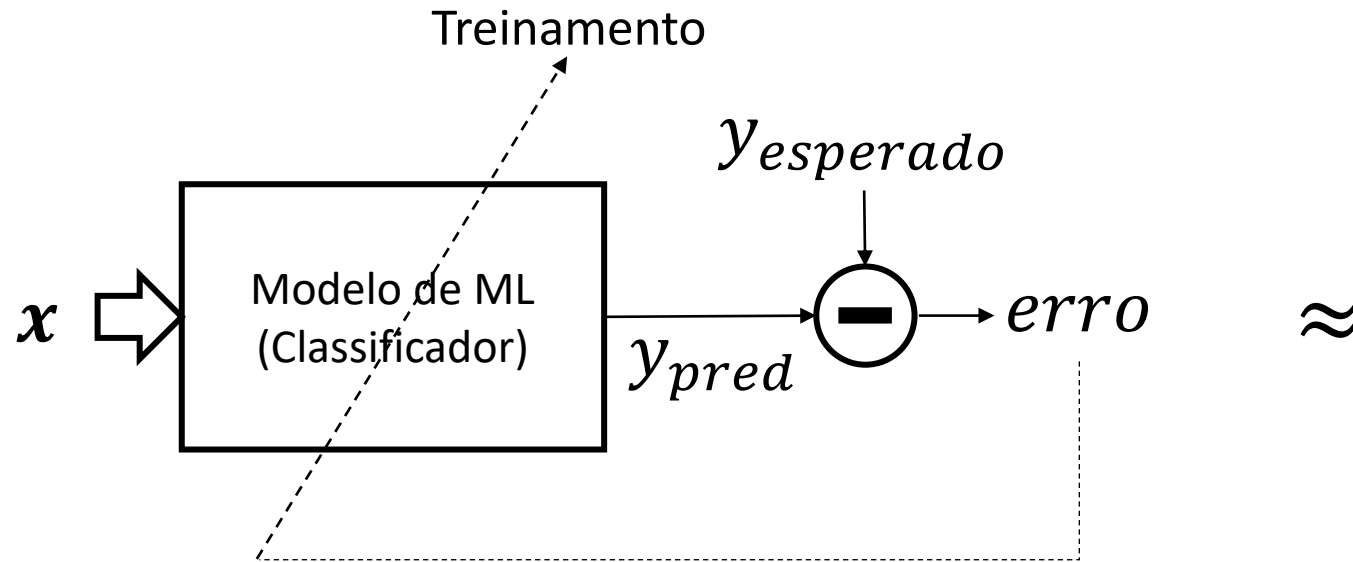 Treinamento
y_esperado
x
Modelo de ML
(Classificador)
y_pred
−
erro
≈